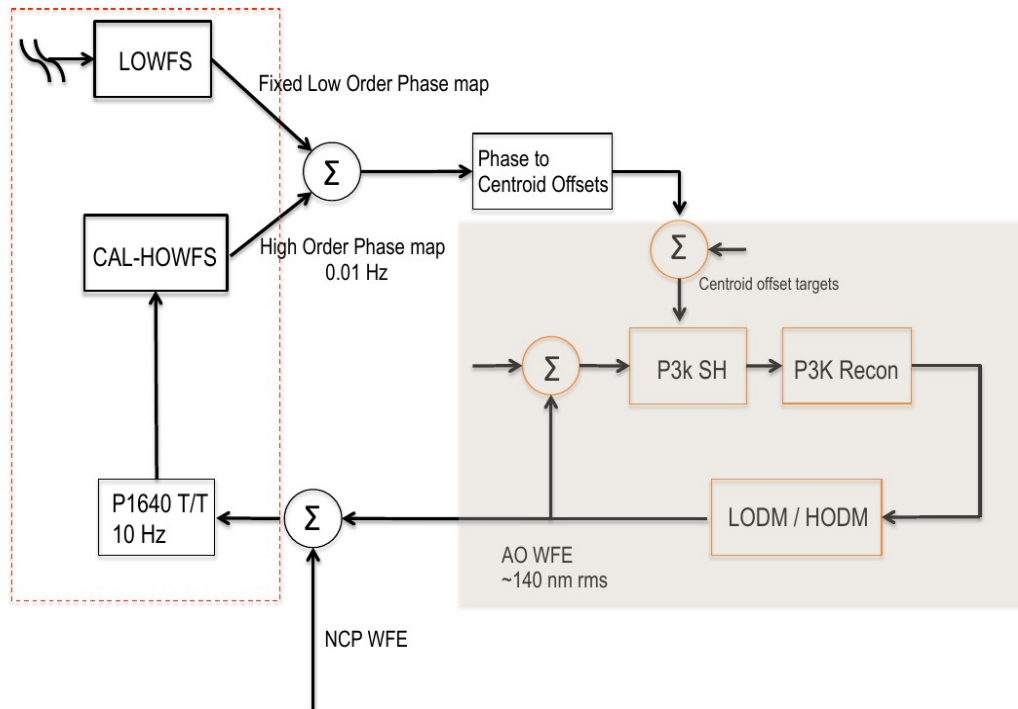 LOWFS
Fixed Low Order Phase map
Σ
Phase to
Centroid Offsets
CAL-HOWFS
High Order Phase map
0.01 Hz
Σ
Centroid offset targets
Σ
P3k SH
P3K Recon
P1640 T/T
10 Hz
Σ
LODM / HODM
AO WFE
~140 nm rms
NCP WFE